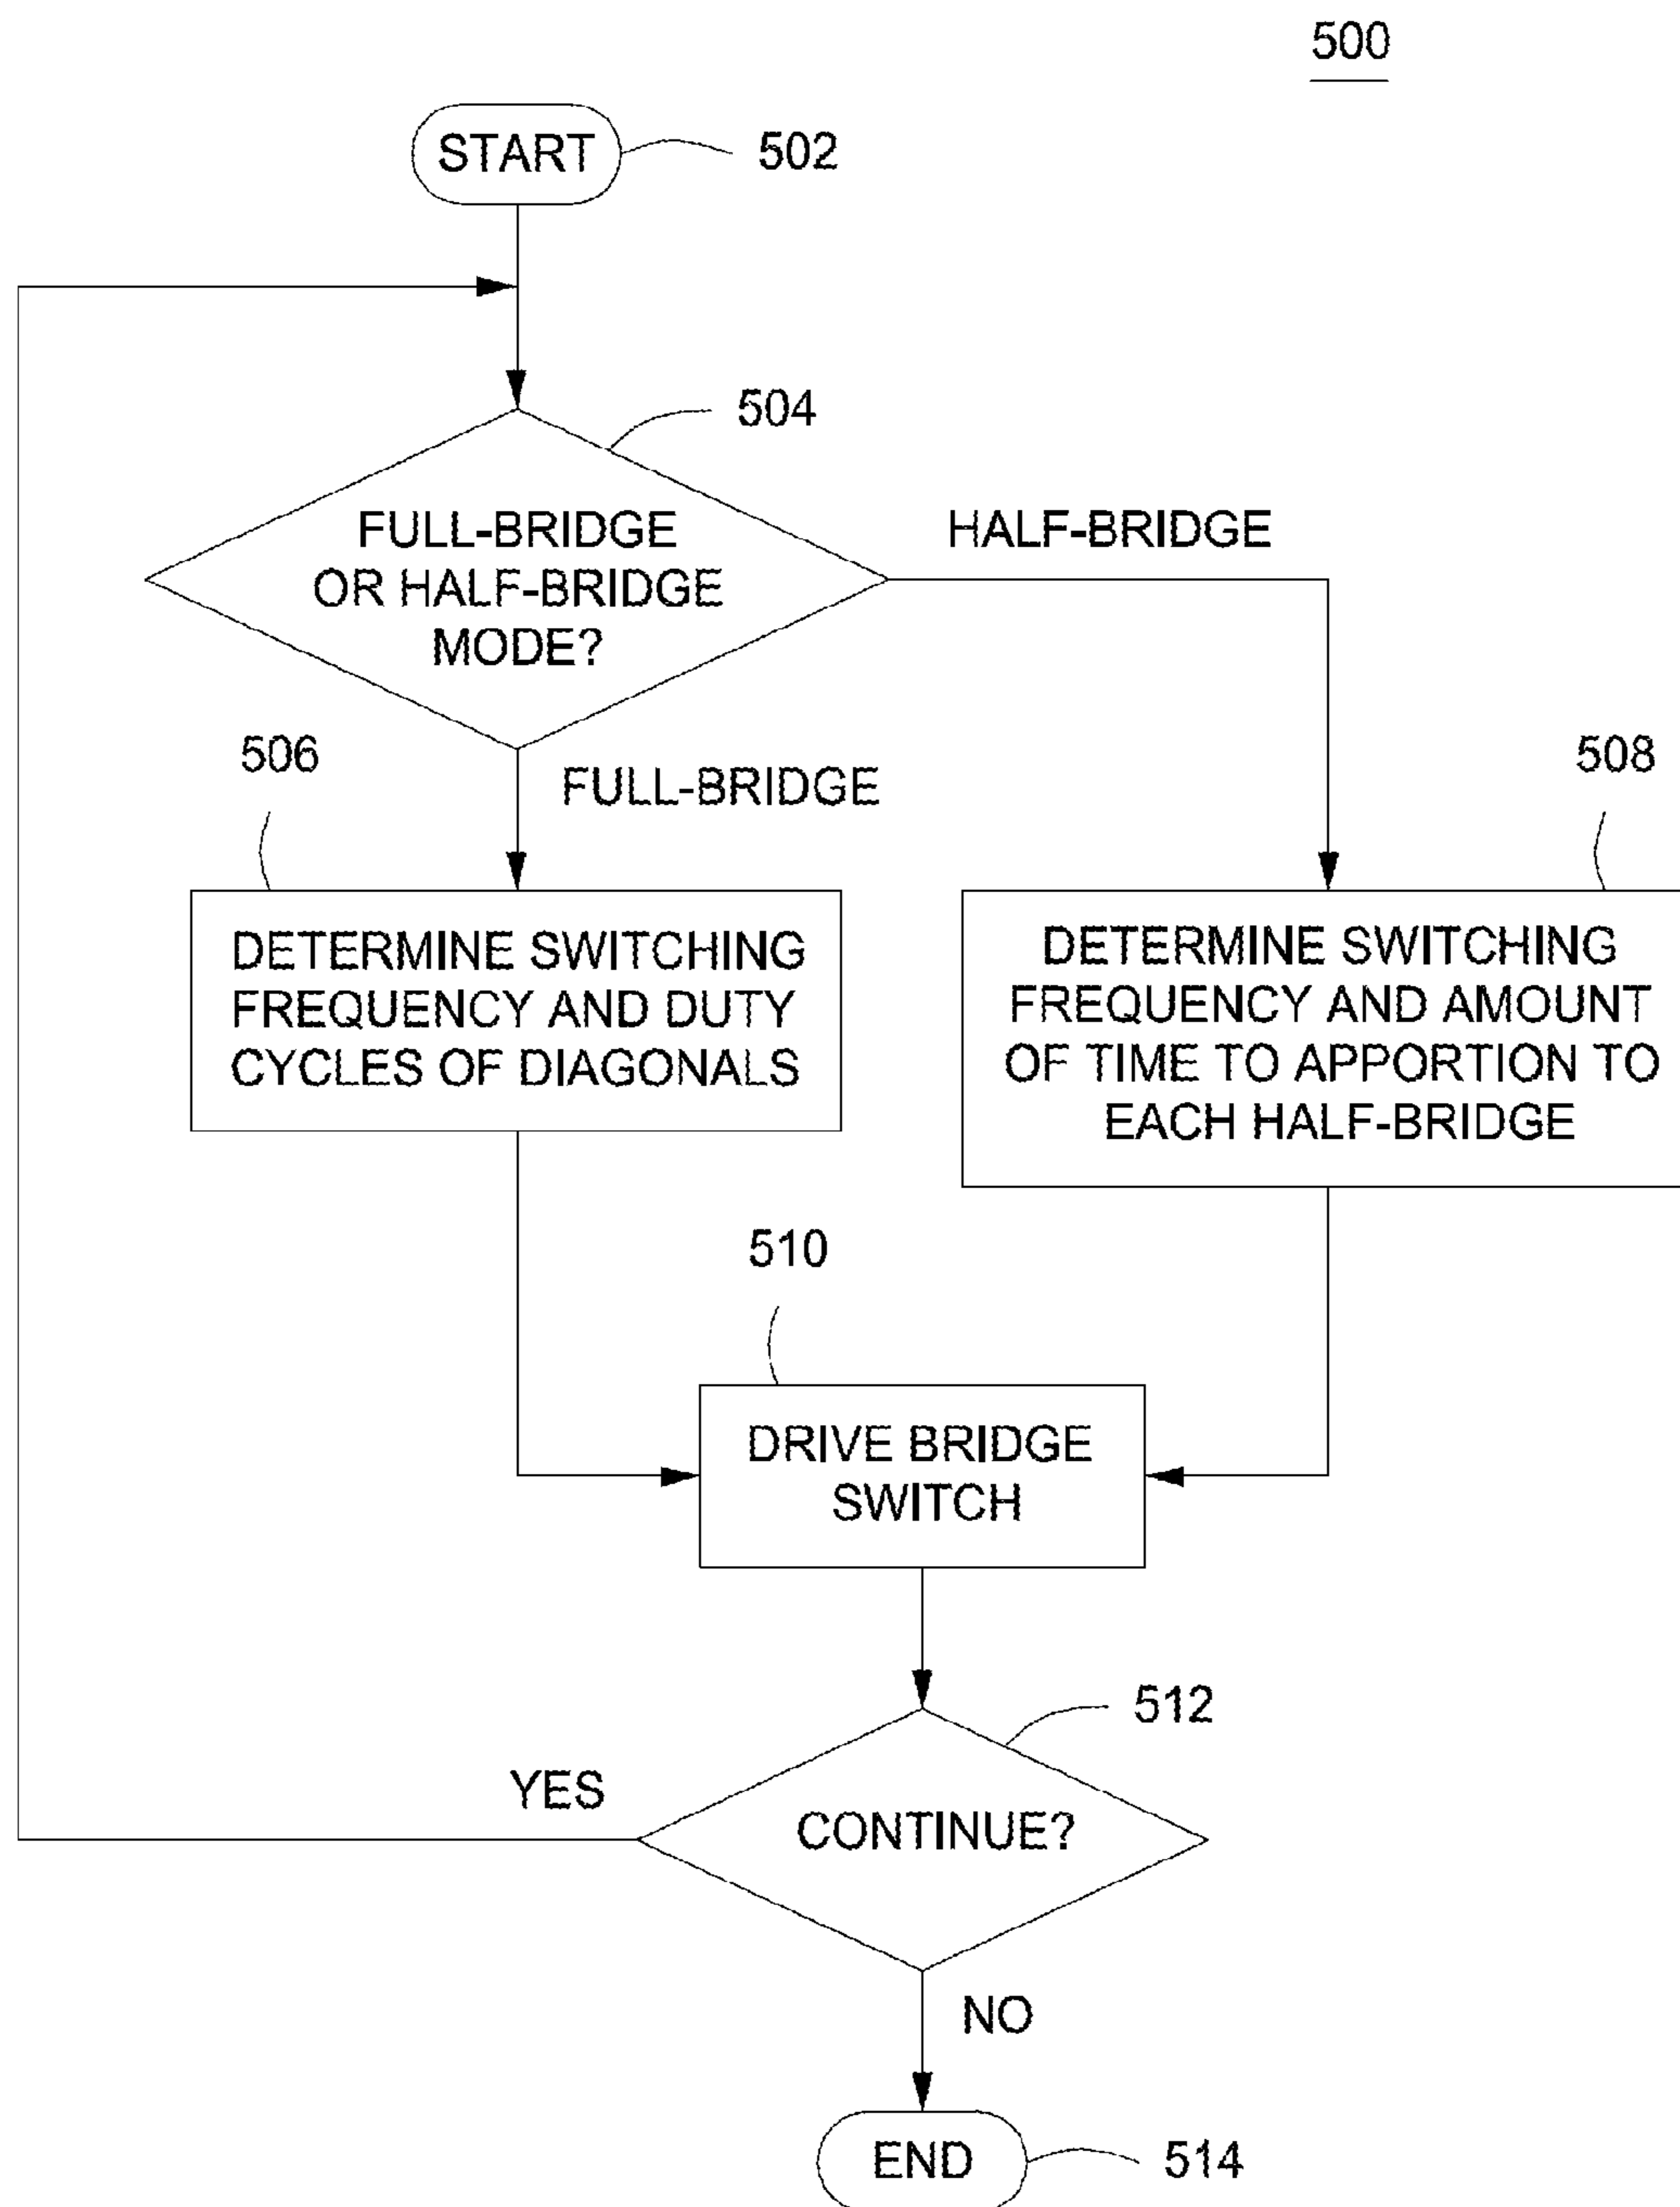 500
START
502
504
FULL-BRIDGE
OR HALF-BRIDGE
MODE?
HALF-BRIDGE
FULL-BRIDGE
506
508
DETERMINE SWITCHING
FREQUENCY AND DUTY
CYCLES OF DIAGONALS
DETERMINE SWITCHING
FREQUENCY AND AMOUNT
OF TIME TO APPORTION TO
EACH HALF-BRIDGE
510
DRIVE BRIDGE
SWITCH
512
YES
CONTINUE?
NO
END
514